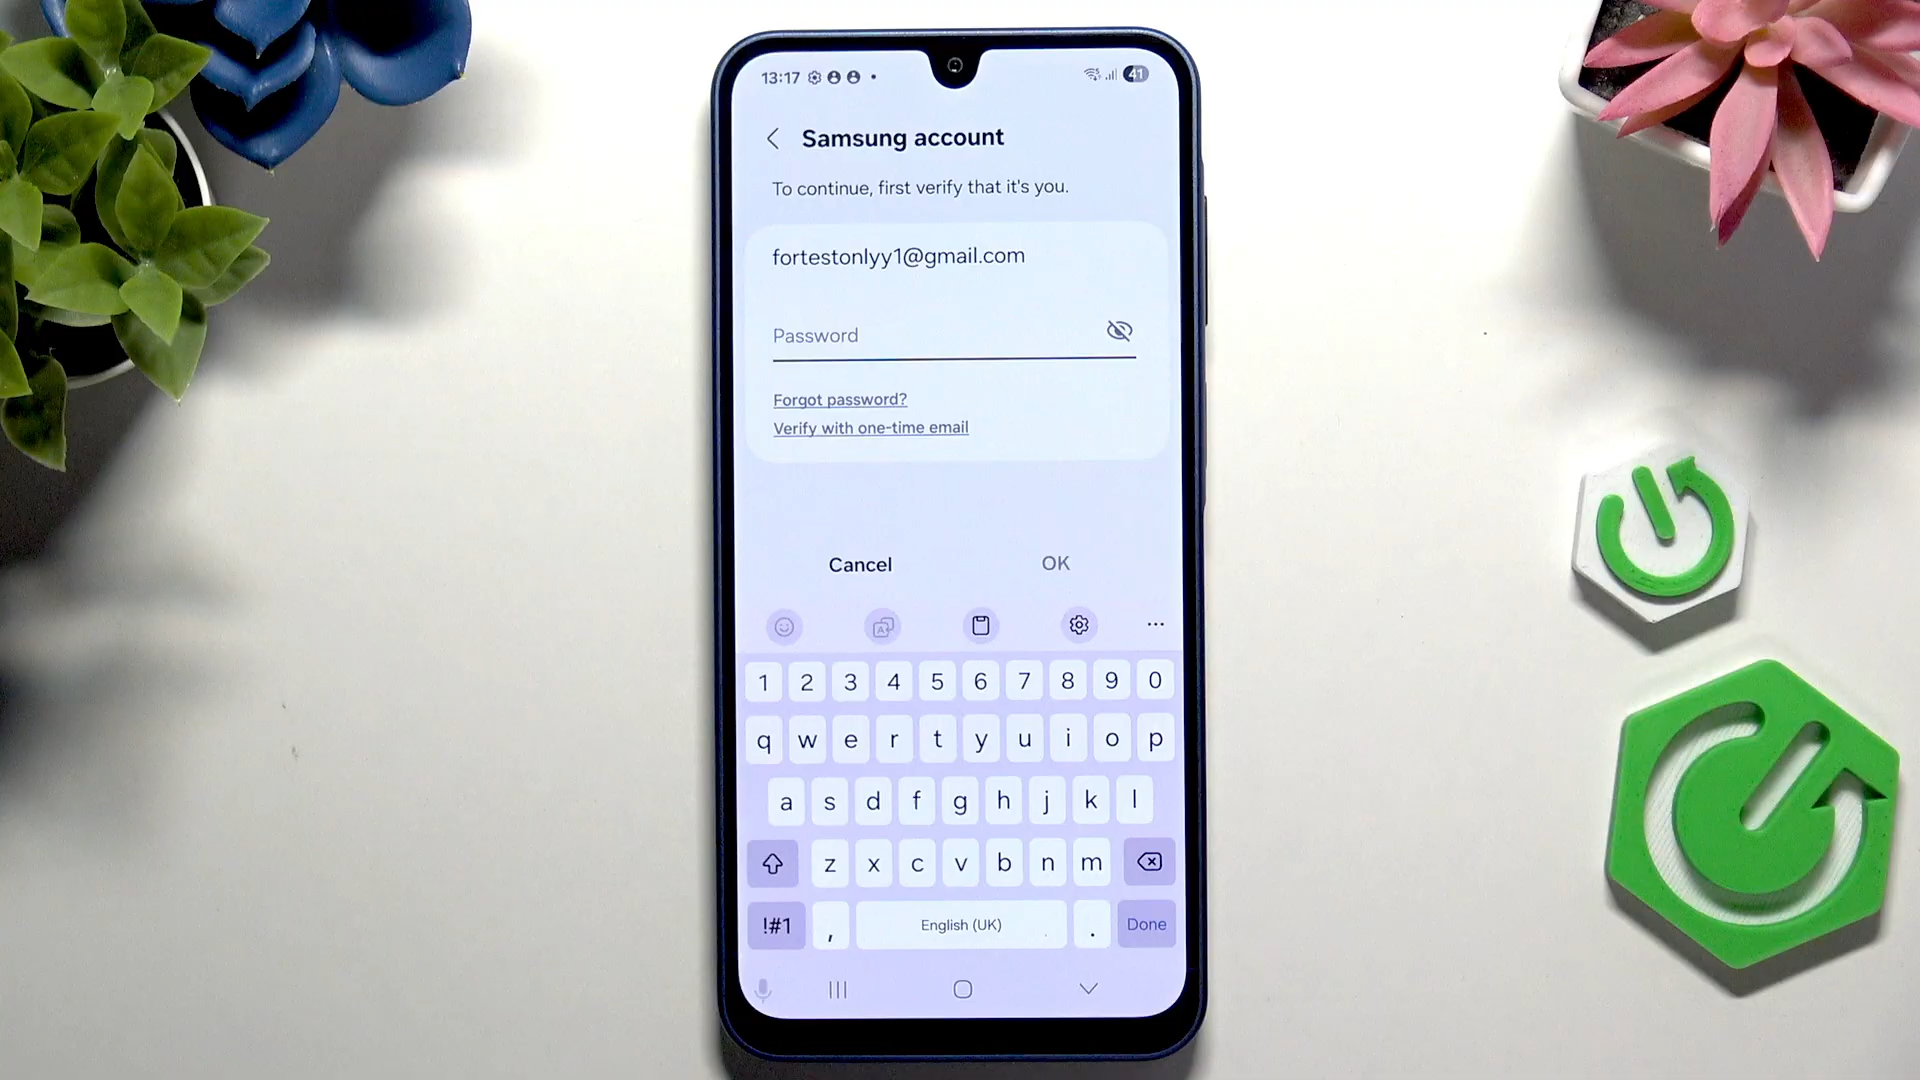 13:17
41
Samsung account
To continue, first verify that it's you.
fortestonlyy1@gmail.com
Password
Forgot password?
Verify with one-time email
Cancel OK
1 2 3 4 5 6 7 8 9 0
q w e r t y u i o p
a s d f g h j k l
z x c v b n m
!#1 , English (UK) . Done